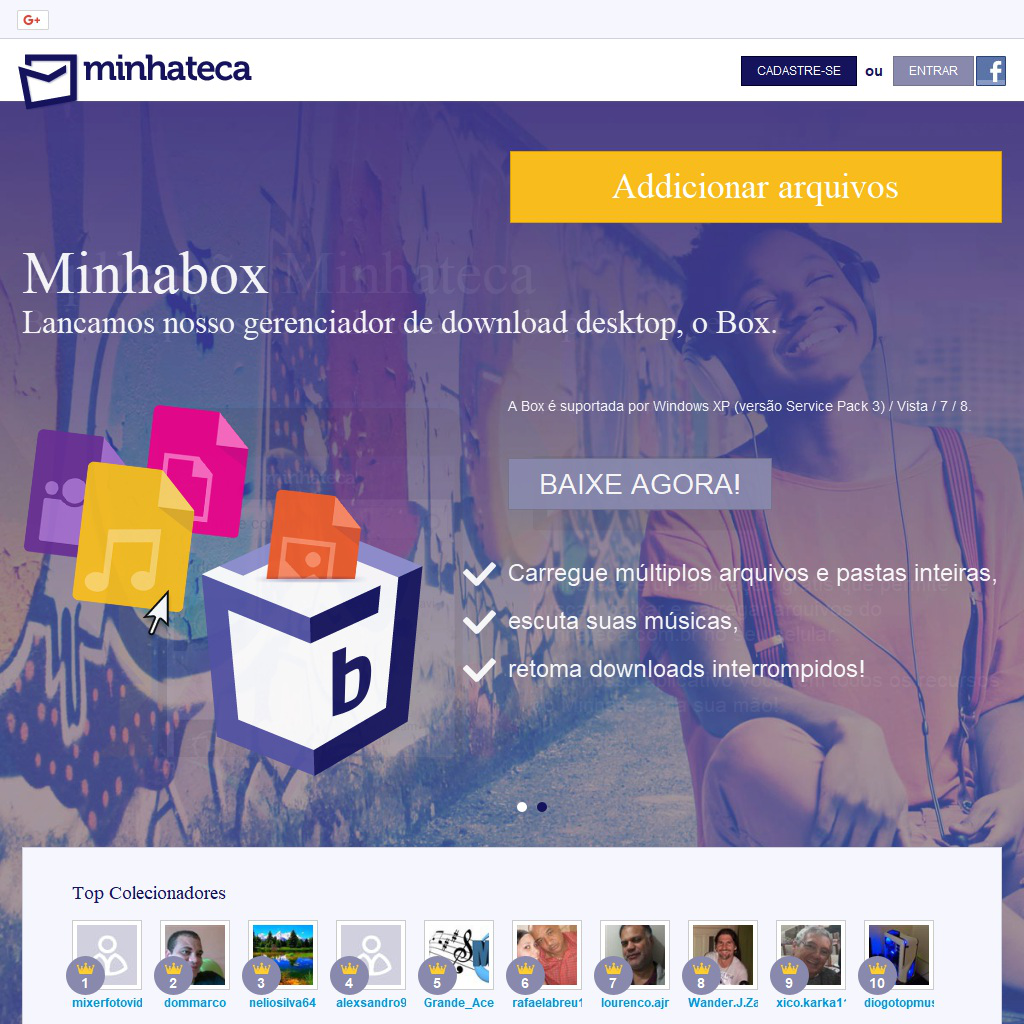 G+
minhateca
CADASTRE-SE ou ENTRAR f
Addicionar arquivos
Minhabox Minhateca
Lancamos nosso gerenciador de download desktop, o Box.
A Box é suportada por Windows XP (versão Service Pack 3) / Vista / 7 / 8.
BAIXE AGORA!
b
Carregue múltiplos arquivos e pastas inteiras,
escuta suas músicas,
retoma downloads interrompidos!
Top Colecionadores
1 2 3 4 5 6 7 8 9 10
mixerfotovid dommarco neliosilva64 alexsandro9 Grande_Ace rafaelabreu1 lourenco.ajr Wander.J.Za xico.karka11 diogotopmus